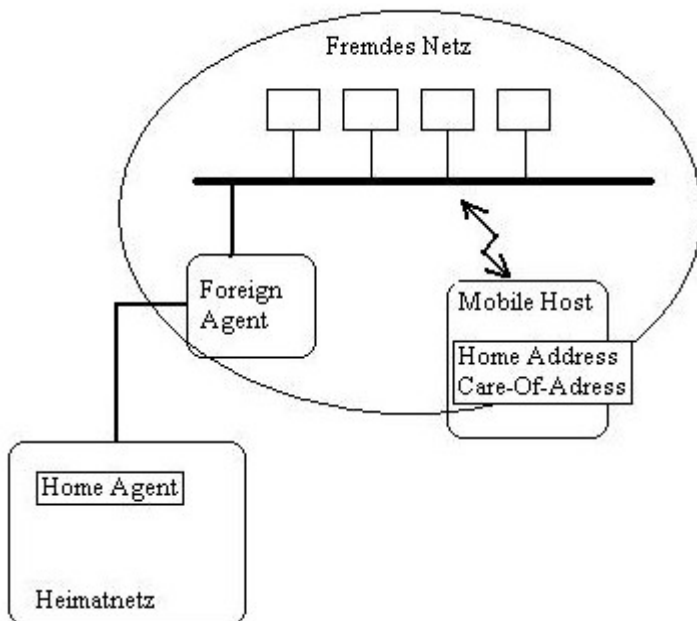 Fremdes Netz
Foreign
Agent
Mobile Host
Home Address
Care-Of-Adress
Home Agent
Heimatnetz